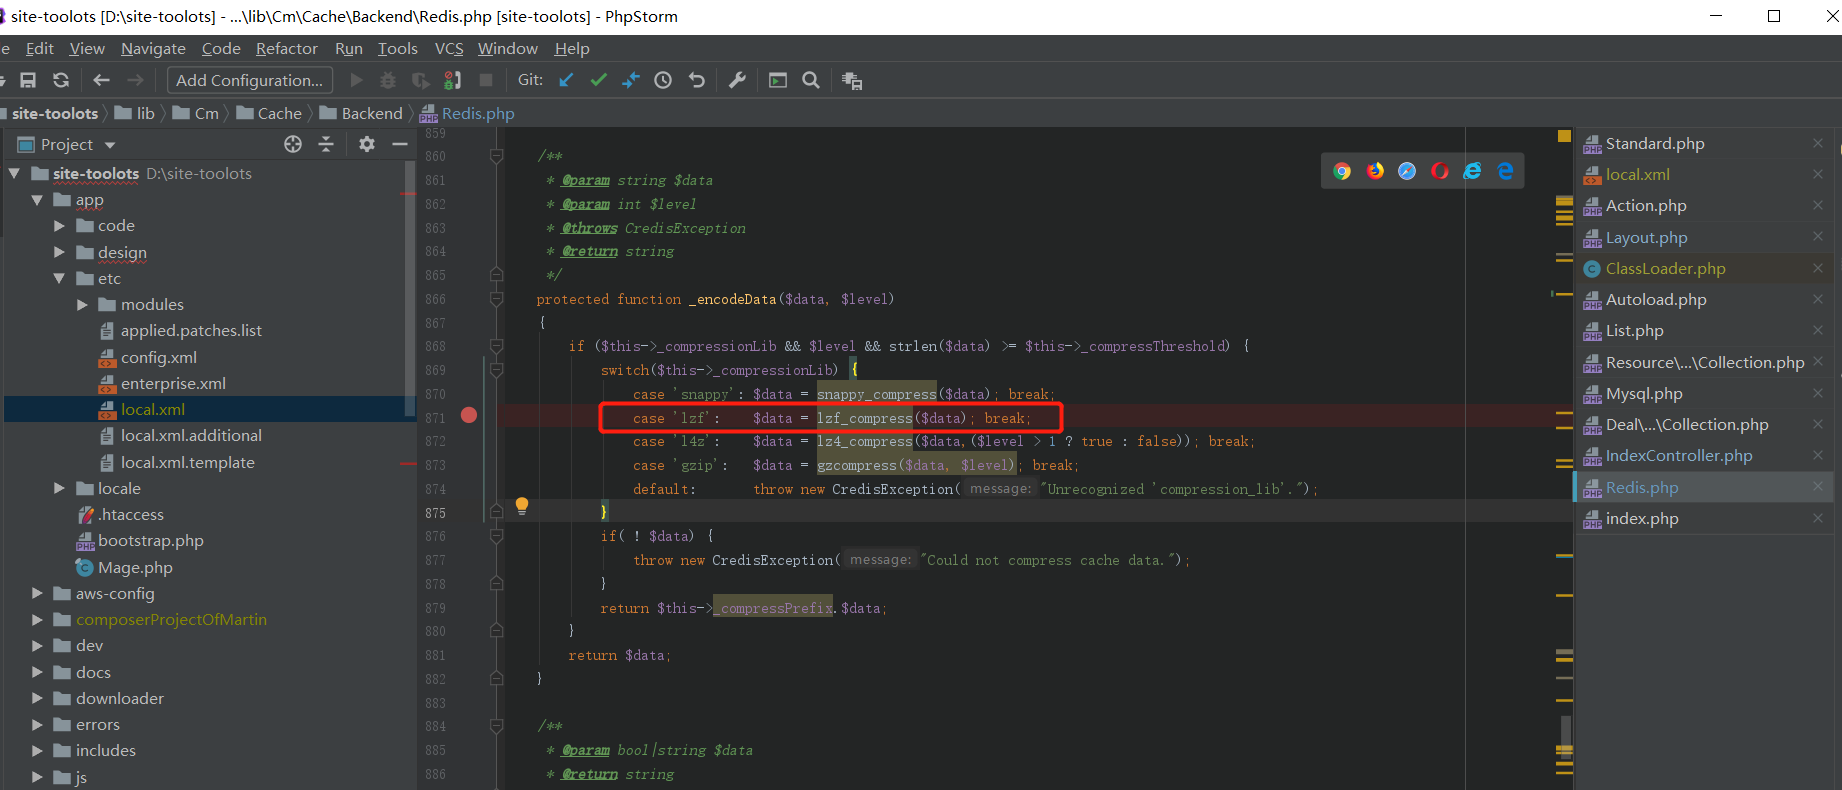 site-toolots [D:\site-toolots] - ...\lib\Cm\Cache\Backend\Redis.php [site-toolots] - PhpStorm
e Edit View Navigate Code Refactor Run Tools VCS Window Help
Add Configuration... Git:
site-toolots lib Cm Cache Backend Redis.php
Project
site-toolots D:\site-toolots
app
code
design
etc
modules
applied.patches.list
config.xml
enterprise.xml
local.xml
local.xml.additional
local.xml.template
locale
.htaccess
bootstrap.php
Mage.php
aws-config
composerProjectOfMartin
dev
docs
downloader
errors
includes
js
859
860 /**
861 * @param string $data
862 * @param int $level
863 * @throws CredisException
864 * @return string
865 */
866 protected function _encodeData($data, $level)
867 {
868 if ($this->_compressionLib && $level && strlen($data) >= $this->_compressThreshold) {
869 switch($this->_compressionLib) {
870 case 'snappy': $data = snappy_compress($data); break;
871 case 'lzf': $data = lzf_compress($data); break;
872 case 'l4z': $data = lz4_compress($data,($level > 1 ? true : false)); break;
873 case 'gzip': $data = gzcompress($data, $level); break;
874 default: throw new CredisException( message: "Unrecognized 'compression_lib'.");
875 }
876 if( ! $data) {
877 throw new CredisException( message: "Could not compress cache data.");
878 }
879 return $this->_compressPrefix.$data;
880 }
881 return $data;
882 }
883
884 /**
885 * @param bool|string $data
886 * @return string
Standard.php
local.xml
Action.php
Layout.php
ClassLoader.php
Autoload.php
List.php
Resource\...\Collection.php
Mysql.php
Deal\...\Collection.php
IndexController.php
Redis.php
index.php